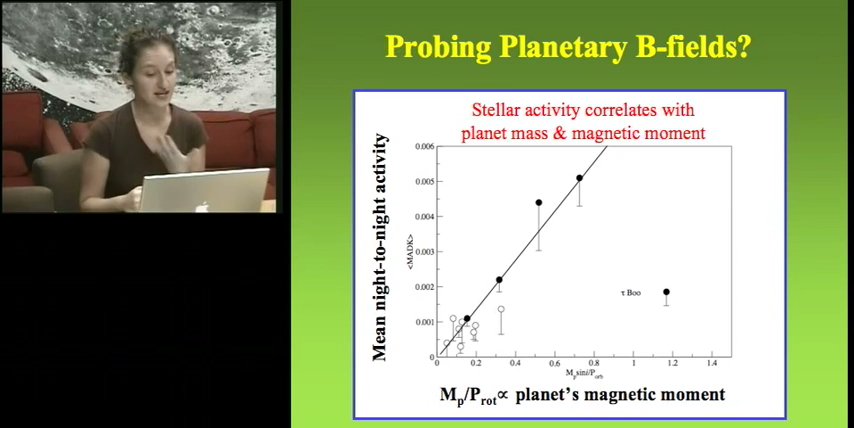 Probing Planetary B-fields?
Stellar activity correlates with
planet mass & magnetic moment
Mean night-to-night activity
<MADK>
0.006
0.005
0.004
0.003
0.002
0.001
0
τ Boo
0 0.2 0.4 0.6 0.8 1 1.2 1.4
Mpsini/Porb
Mp/Prot∝ planet's magnetic moment